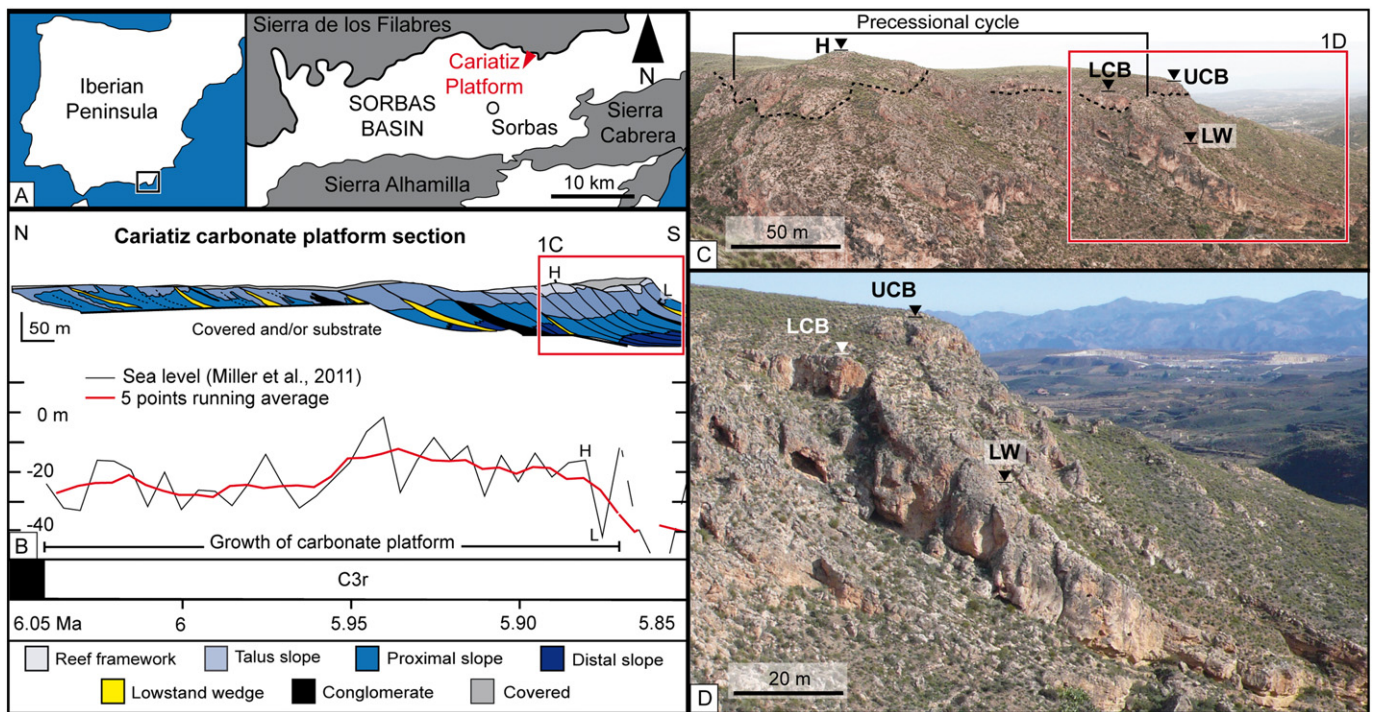 Sierra de los Filabres
Iberian
Peninsula
Cariatiz
Platform
N
SORBAS
BASIN
Sorbas
Sierra
Cabrera
Sierra Alhamilla
10 km
A
N
Cariatiz carbonate platform section
S
1C
H
L
50 m
Covered and/or substrate
Sea level (Miller et al., 2011)
5 points running average
0 m
-20
-40
H
L
Growth of carbonate platform
B
C3r
6.05 Ma
6
5.95
5.90
5.85
Reef framework
Talus slope
Proximal slope
Distal slope
Lowstand wedge
Conglomerate
Covered
Precessional cycle
H
1D
LCB
UCB
LW
50 m
C
UCB
LCB
LW
20 m
D